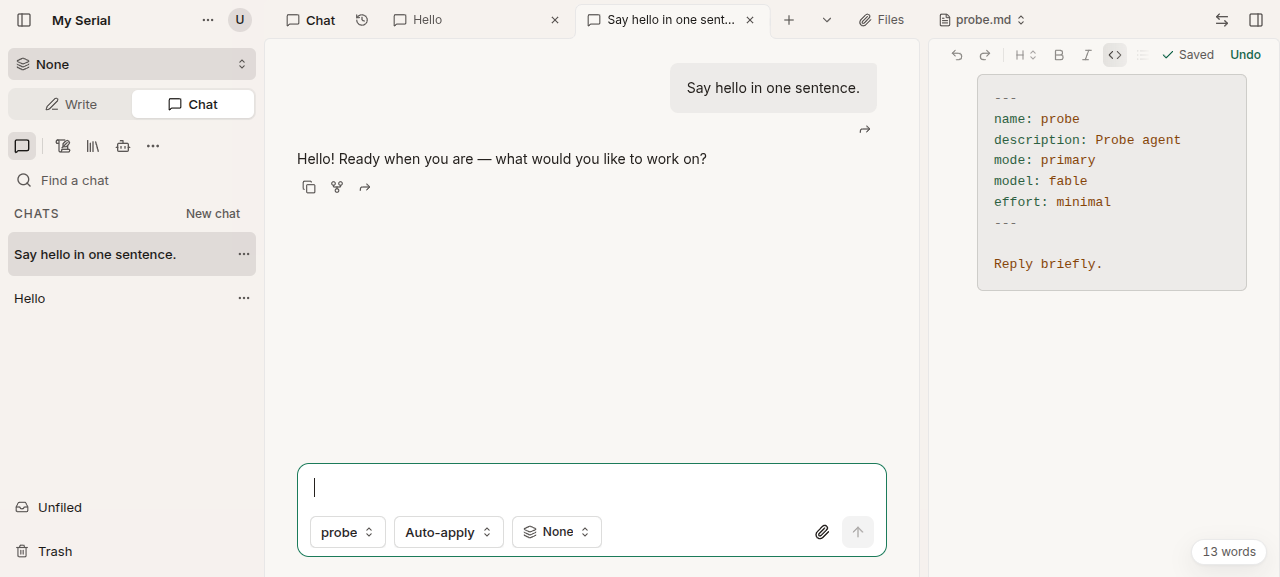 My Serial
U
None
Write
Chat
Find a chat
CHATS
New chat
Say hello in one sentence.
Hello
Unfiled
Trash
Chat
Hello
Say hello in one sent...
Files
probe.md
Say hello in one sentence.
Hello! Ready when you are — what would you like to work on?
probe
Auto-apply
None
H
B
I
Saved
Undo
---
name: probe
description: Probe agent
mode: primary
model: fable
effort: minimal
---
Reply briefly.
13 words